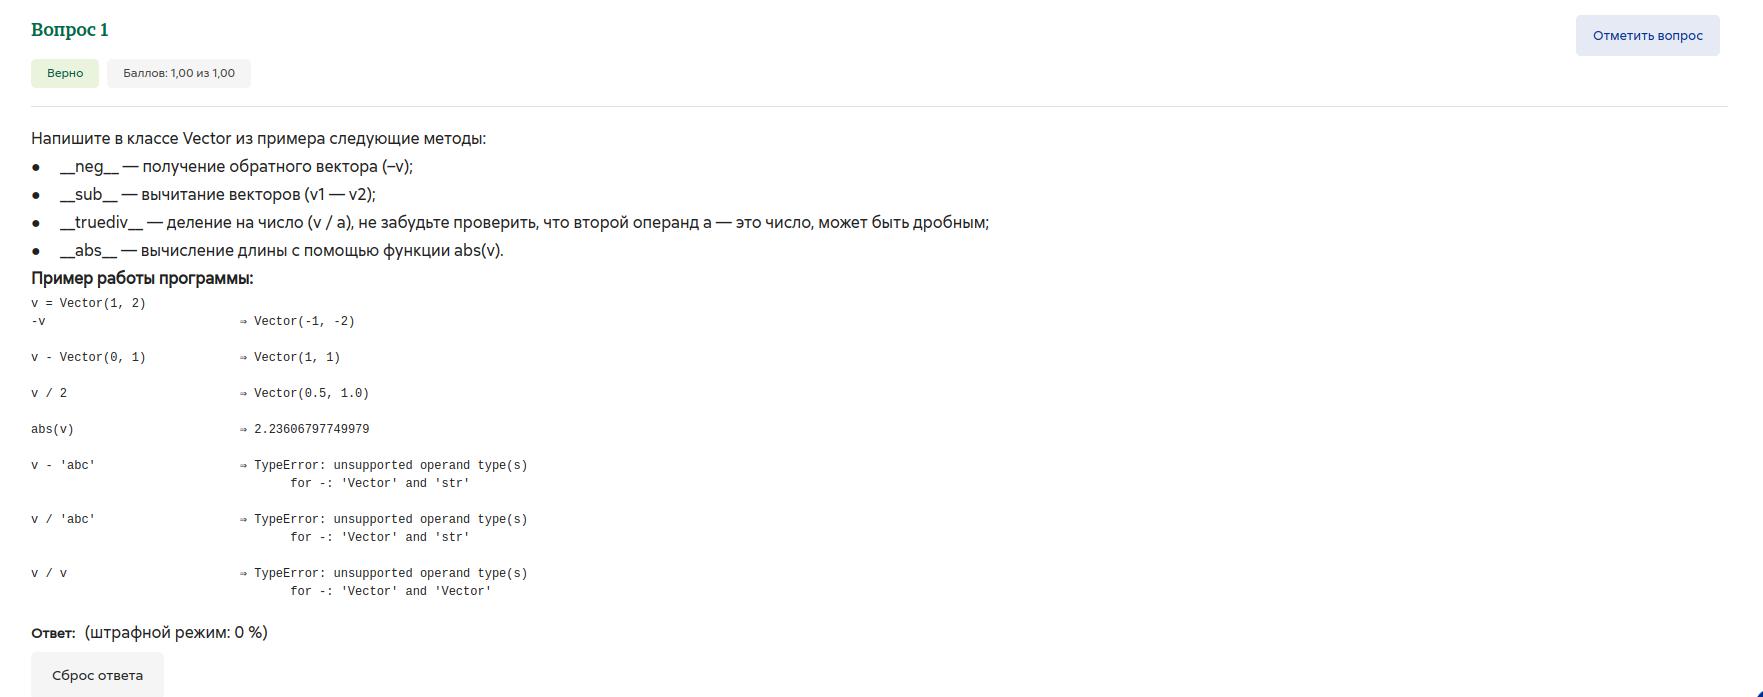 Вопрос 1
Отметить вопрос
Верно
Баллов: 1,00 из 1,00
Напишите в классе Vector из примера следующие методы:
● __neg__ — получение обратного вектора (–v);
● __sub__ — вычитание векторов (v1 — v2);
● __truediv__ — деление на число (v / a), не забудьте проверить, что второй операнд a — это число, может быть дробным;
● __abs__ — вычисление длины с помощью функции abs(v).
Пример работы программы:
v = Vector(1, 2)
-v ⇒ Vector(-1, -2)
v - Vector(0, 1) ⇒ Vector(1, 1)
v / 2 ⇒ Vector(0.5, 1.0)
abs(v) ⇒ 2.23606797749979
v - 'abc' ⇒ TypeError: unsupported operand type(s)
for -: 'Vector' and 'str'
v / 'abc' ⇒ TypeError: unsupported operand type(s)
for -: 'Vector' and 'str'
v / v ⇒ TypeError: unsupported operand type(s)
for -: 'Vector' and 'Vector'
Ответ: (штрафной режим: 0 %)
Сброс ответа